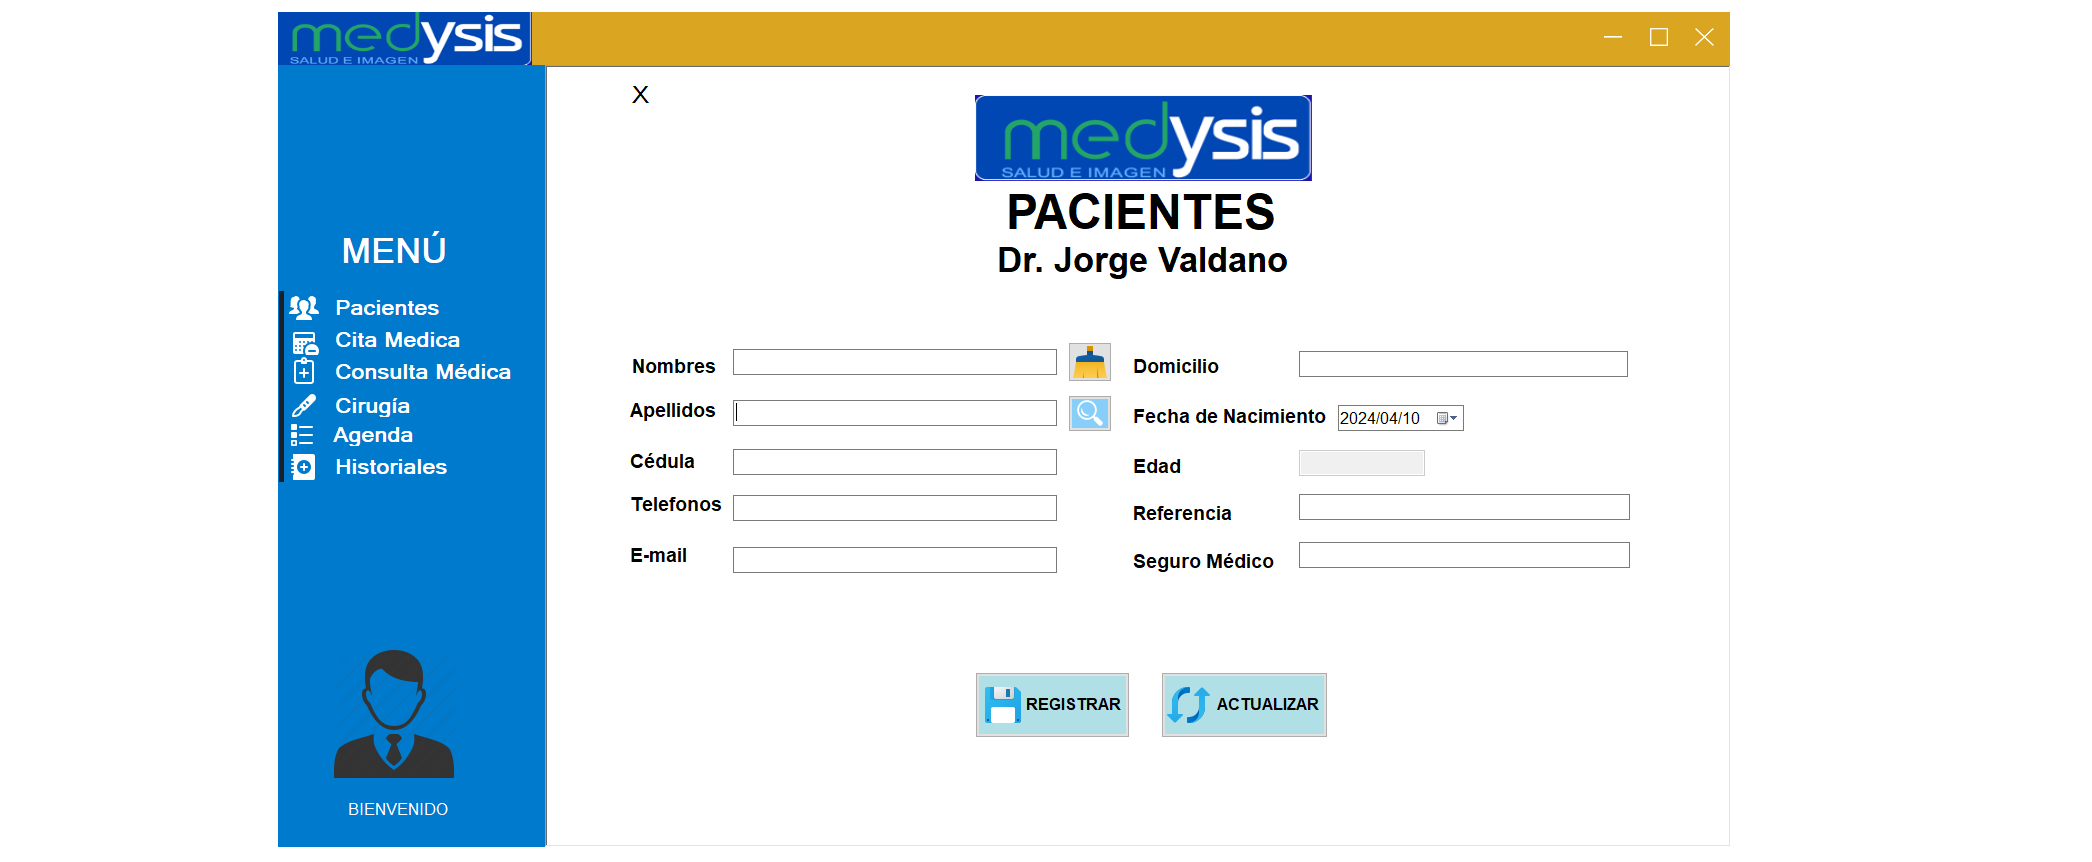 medysis
SALUD E IMAGEN
X
medysis
SALUD E IMAGEN
PACIENTES
Dr. Jorge Valdano
MENÚ
Pacientes
Cita Medica
Consulta Médica
Cirugía
Agenda
Historiales
BIENVENIDO
Nombres
Apellidos
Cédula
Telefonos
E-mail
Domicilio
Fecha de Nacimiento 2024/04/10
Edad
Referencia
Seguro Médico
REGISTRAR
ACTUALIZAR